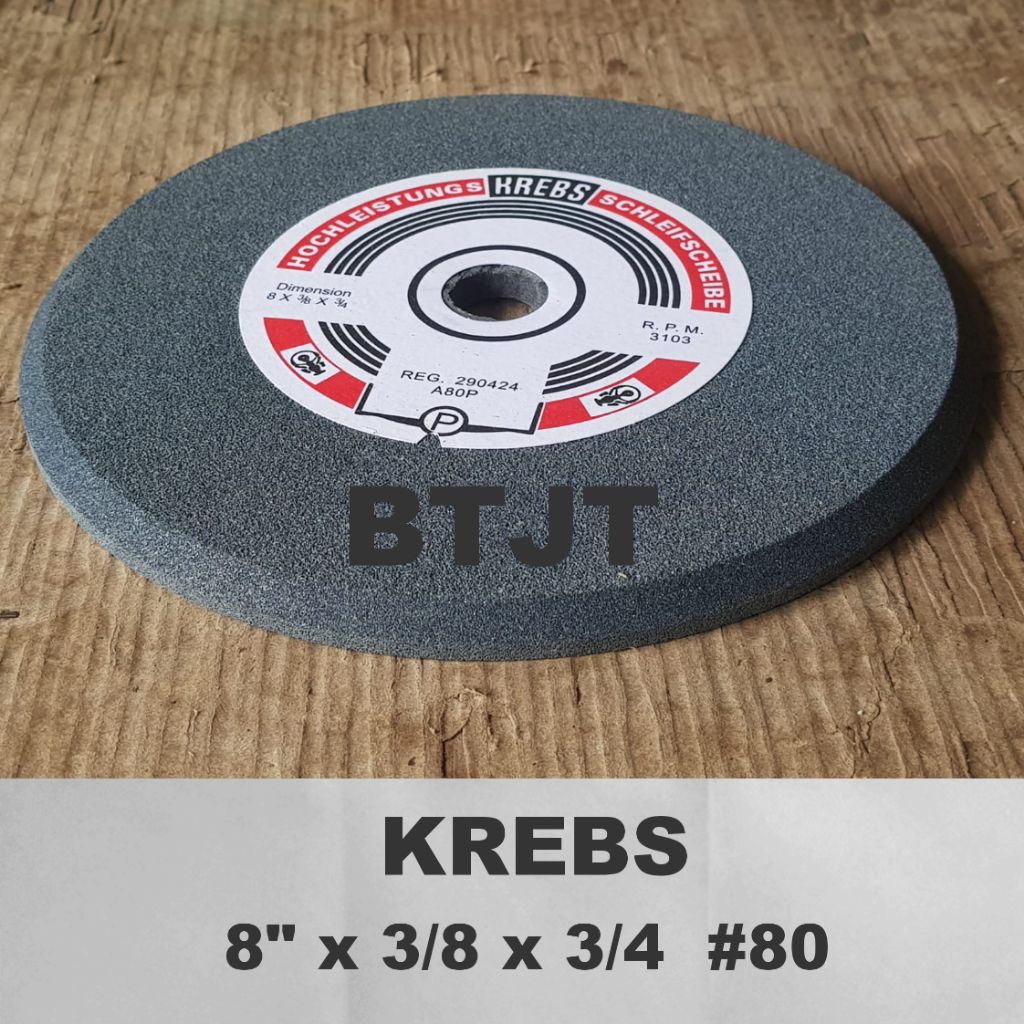 HOCHLEISTUNGS KREBS SCHLEIFSCHEIBE
Dimension
8 X 3/8 X 3/4
R. P. M.
3103
REG. 290424
A80P
P
BTJT
KREBS
8" x 3/8 x 3/4 #80